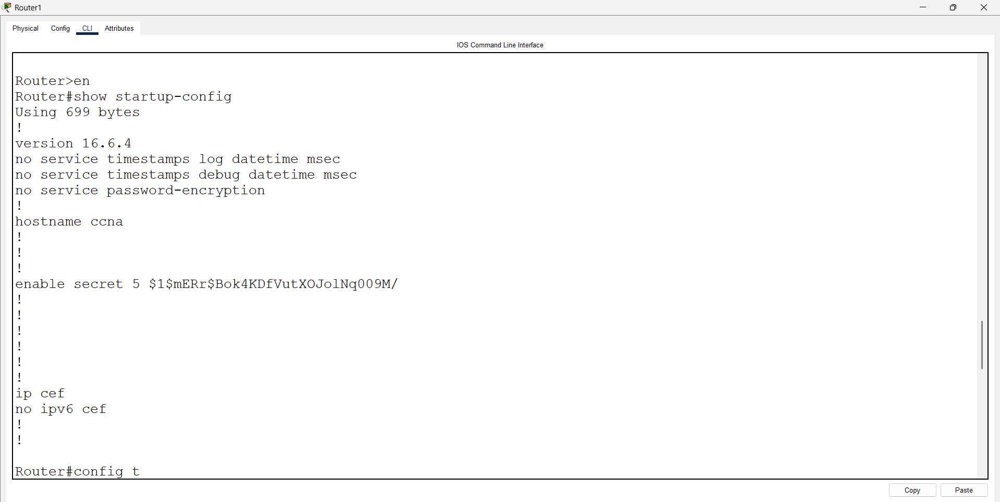 Router1
Physical Config CLI Attributes
IOS Command Line Interface
Router>en
Router#show startup-config
Using 699 bytes
!
version 16.6.4
no service timestamps log datetime msec
no service timestamps debug datetime msec
no service password-encryption
!
hostname ccna
!
!
!
enable secret 5 $1$mERr$Bok4KDfVutXOJolNq009M/
!
!
!
!
!
!
ip cef
no ipv6 cef
!
!
Router#config t
Copy Paste